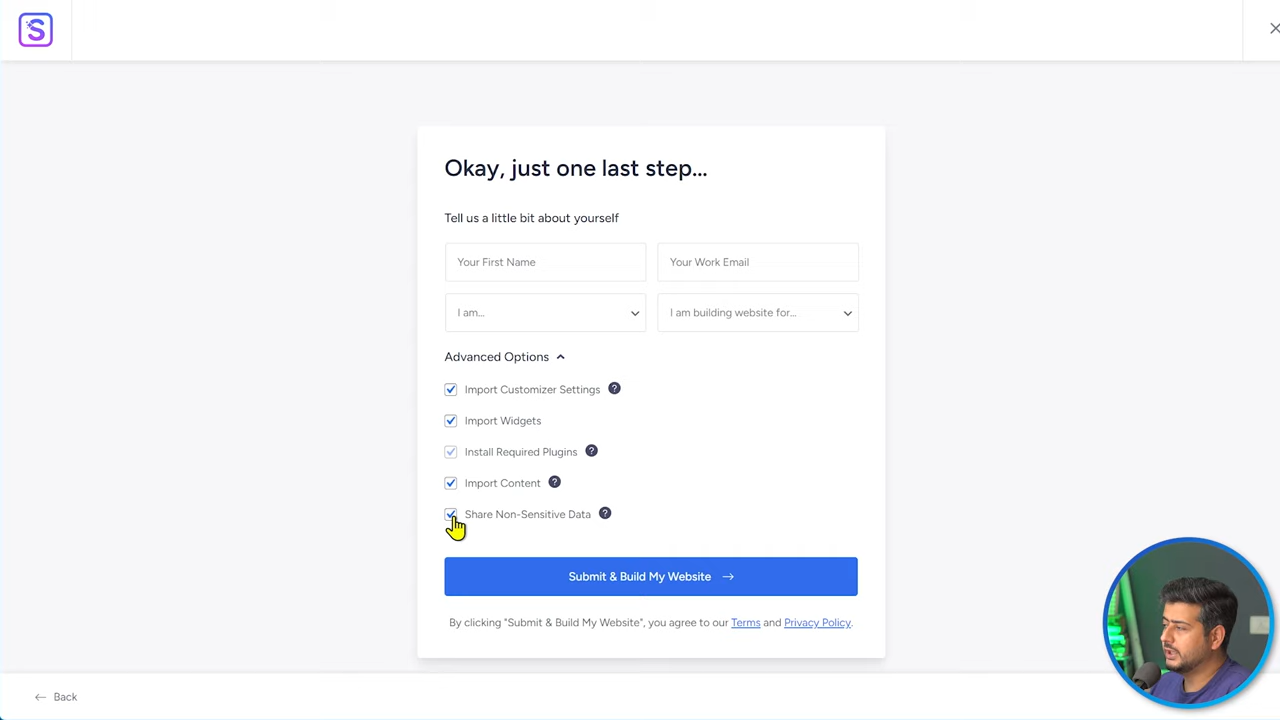 S
Okay, just one last step...
Tell us a little bit about yourself
Your First Name
Your Work Email
I am...
I am building website for...
Advanced Options
Import Customizer Settings ?
Import Widgets
Install Required Plugins ?
Import Content ?
Share Non-Sensitive Data ?
Submit & Build My Website →
By clicking "Submit & Build My Website", you agree to our Terms and Privacy Policy.
← Back